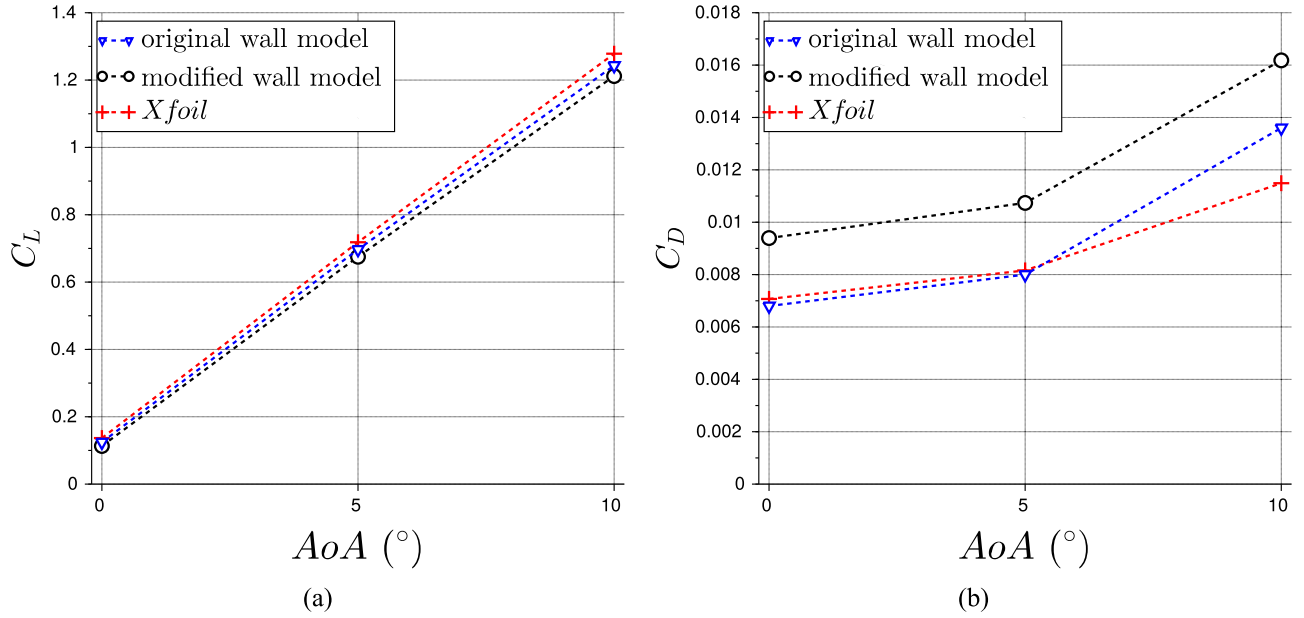 1.4
1.2
1
0.8
0.6
0.4
0.2
0
C_L
original wall model
modified wall model
Xfoil
0 5 10
AoA (°)
(a)
0.018
0.016
0.014
0.012
0.01
0.008
0.006
0.004
0.002
0
C_D
original wall model
modified wall model
Xfoil
0 5 10
AoA (°)
(b)